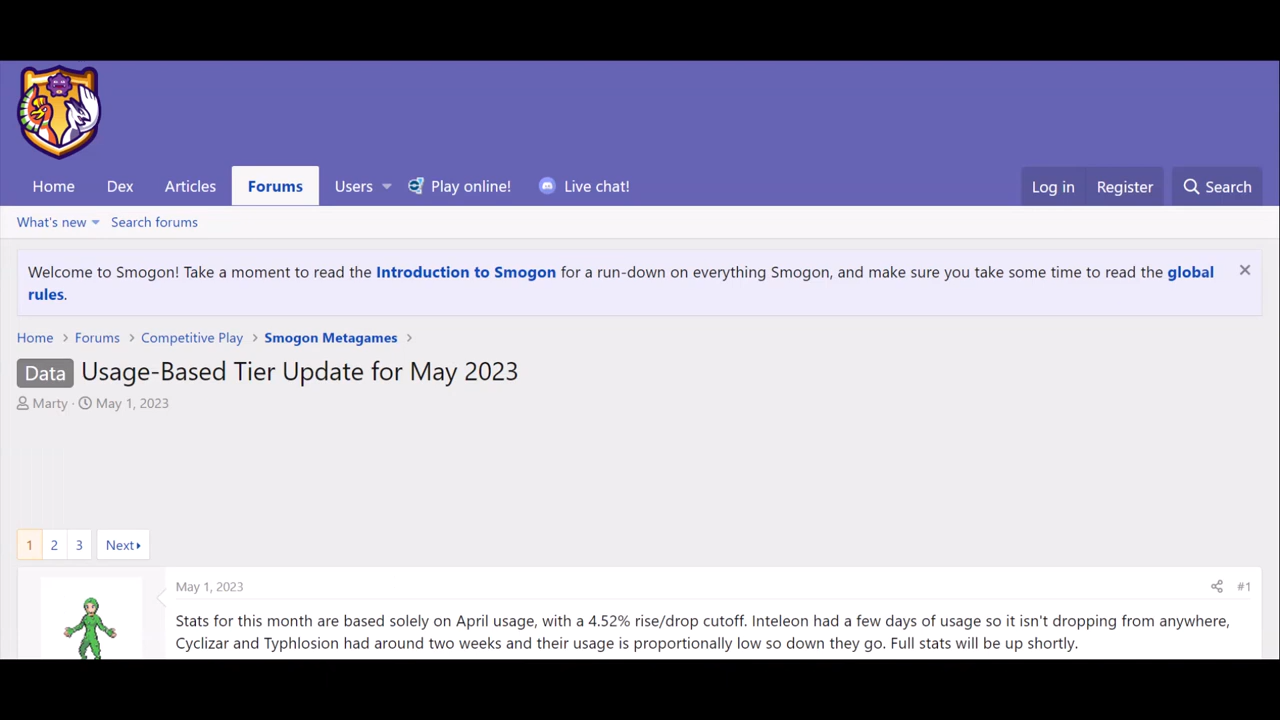 Home Dex Articles Forums Users Play online! Live chat! Log in Register Search
What's new Search forums
Welcome to Smogon! Take a moment to read the Introduction to Smogon for a run-down on everything Smogon, and make sure you take some time to read the global
rules.
Home Forums Competitive Play Smogon Metagames
Data Usage-Based Tier Update for May 2023
Marty · May 1, 2023
1 2 3 Next
May 1, 2023 #1
Stats for this month are based solely on April usage, with a 4.52% rise/drop cutoff. Inteleon had a few days of usage so it isn't dropping from anywhere,
Cyclizar and Typhlosion had around two weeks and their usage is proportionally low so down they go. Full stats will be up shortly.